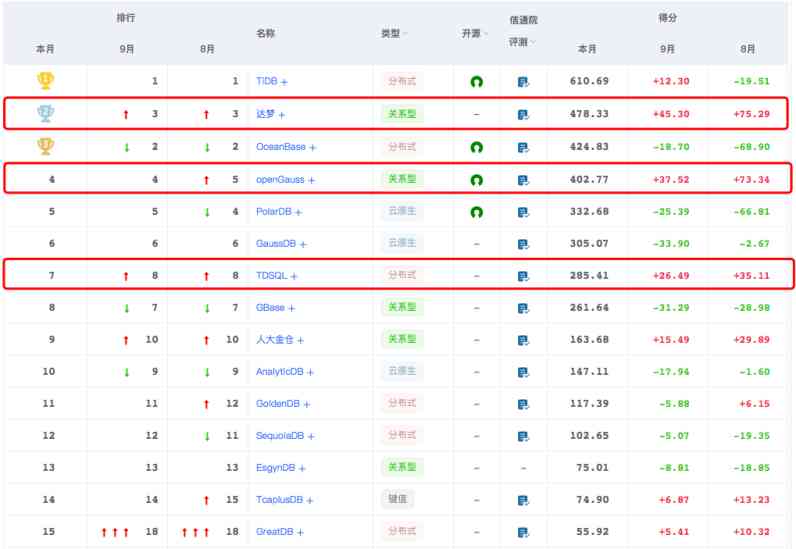 排行 名称 类型 开源 信通院 评测 得分
本月 9月 8月 本月 9月 8月
1 1 1 TiDB + 分布式 610.69 +12.30 -19.51
2 ↑ 3 ↑ 3 达梦 + 关系型 - 478.33 +45.30 +75.29
3 ↓ 2 ↓ 2 OceanBase + 分布式 424.83 -18.70 -68.90
4 4 ↑ 5 openGauss + 关系型 402.77 +37.52 +73.34
5 5 ↓ 4 PolarDB + 云原生 332.68 -25.39 -66.81
6 6 6 GaussDB + 云原生 - 305.07 -33.90 -2.67
7 ↑ 8 ↑ 8 TDSQL + 分布式 - 285.41 +26.49 +35.11
8 ↓ 7 ↓ 7 GBase + 关系型 - 261.64 -31.29 -28.98
9 ↑ 10 ↑ 10 人大金仓 + 关系型 - 163.68 +15.49 +29.89
10 ↓ 9 ↓ 9 AnalyticDB + 云原生 - 147.11 -17.94 -1.60
11 11 ↑ 12 GoldenDB + 分布式 - 117.39 -5.88 +6.15
12 12 ↓ 11 SequoiaDB + 分布式 - 102.65 -5.07 -19.35
13 13 13 EsgynDB + 关系型 - - 75.01 -8.81 -18.85
14 14 ↑ 15 TcaplusDB + 键值 - 74.90 +6.87 +13.23
15 ↑↑↑ 18 ↑↑↑ 18 GreatDB + 分布式 - 55.92 +5.41 +10.32